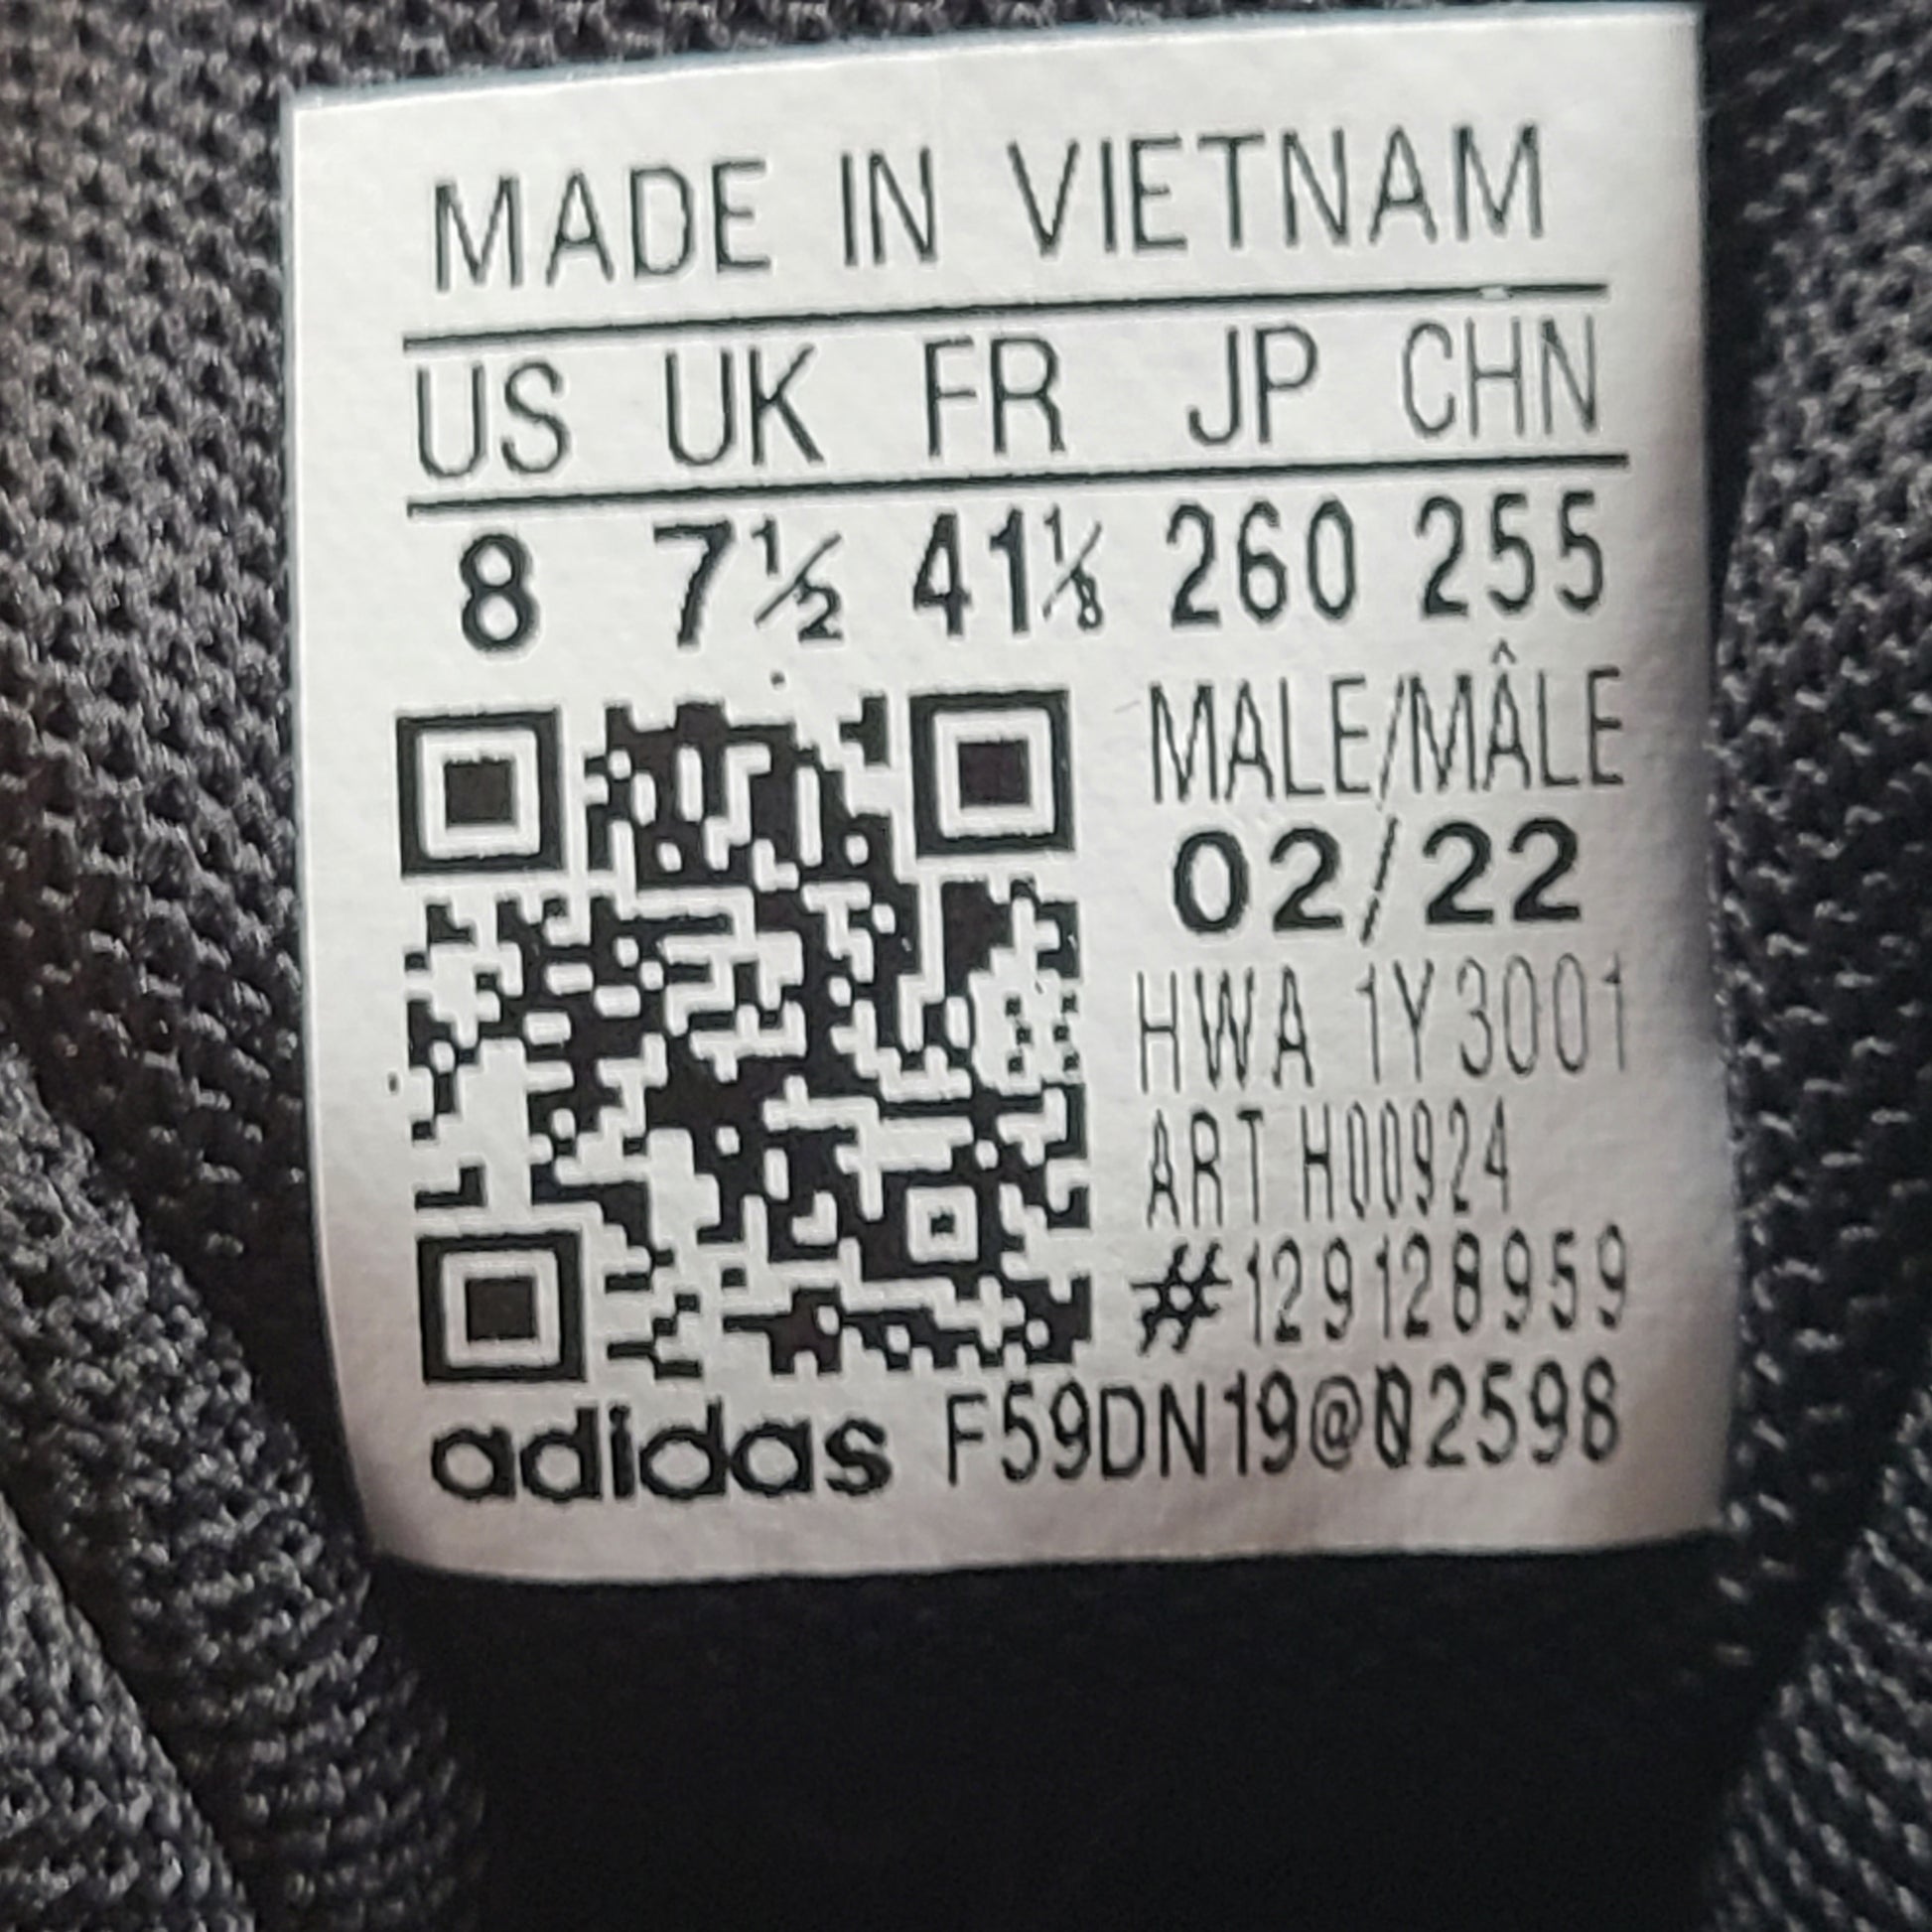 MADE IN VIETNAM
US UK FR JP CHN
8 7½ 41⅛ 260 255
MALE/MÂLE
02/22
HWA 1Y3001
ART H00924
#129128959
adidas F59DN19@02598